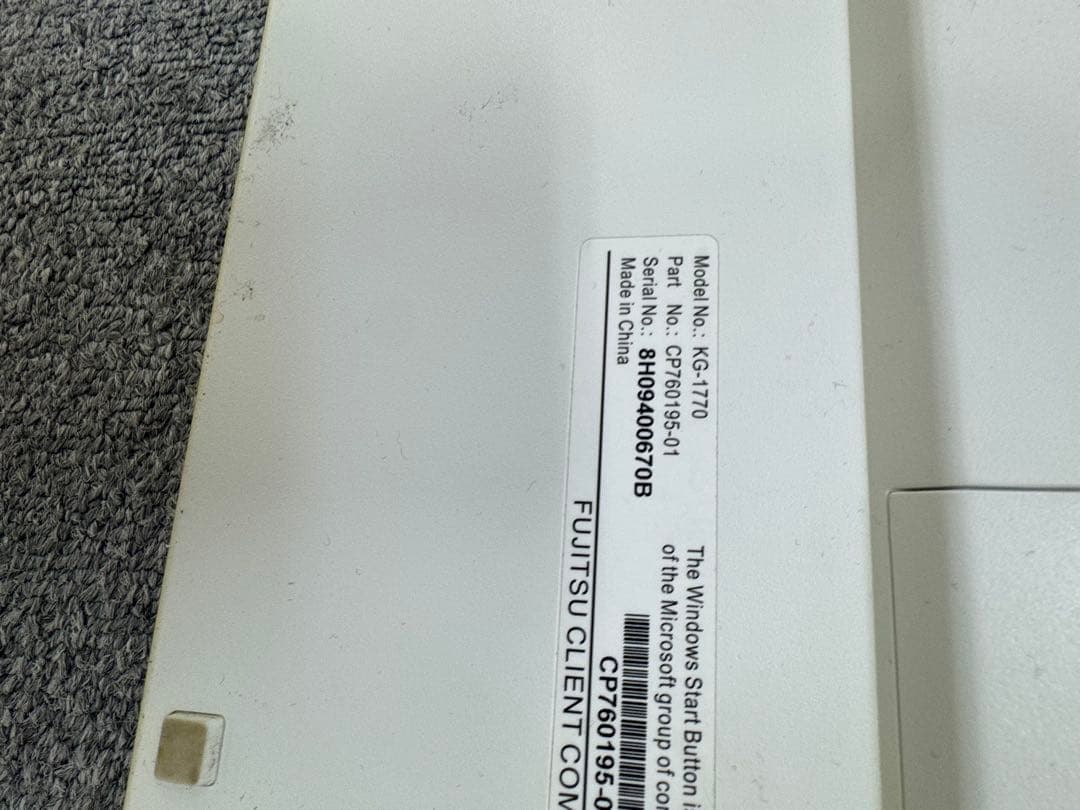 Model No.: KG-1770
Part No.: CP760195-01
Serial No.: 8H09400670B
Made in China
The Windows Start Button
of the Microsoft group of
CP760195-0
FUJITSU CLIENT COM